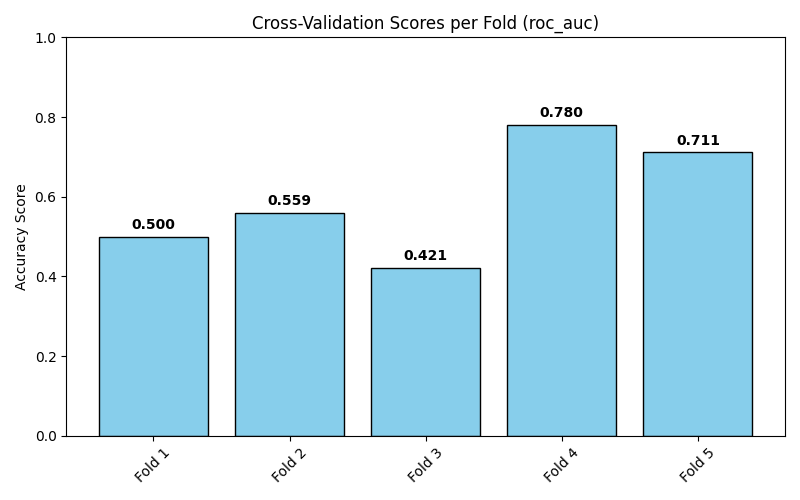 Cross-Validation Scores per Fold (roc_auc)
Accuracy Score
1.0
0.8
0.6
0.4
0.2
0.0
0.500
0.559
0.421
0.780
0.711
Fold 1
Fold 2
Fold 3
Fold 4
Fold 5